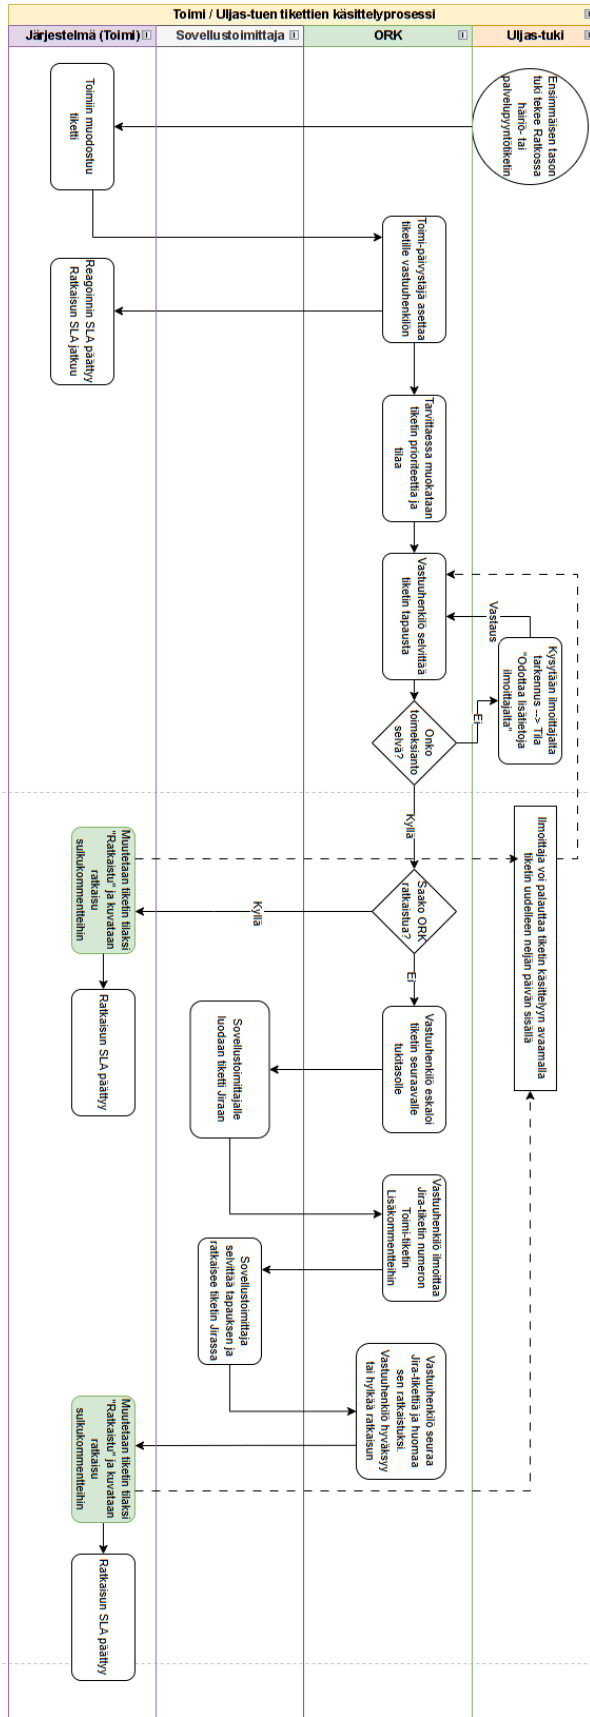 Toimi / Uljas-tuen tikettien käsittelyprosessi
Järjestelmä (Toimi)
Sovellustoimittaja
ORK
Uljas-tuki
Ensimmäisen tason
tuki tekee Ratkossa
häiriö- tai
palvelupyyntötiketin
Toimiin muodostuu
tiketti
Toimi-päivystäjä asettaa
tiketille vastuuhenkilön
Reagoinnin SLA päättyy
Ratkaisun SLA jatkuu
Tarvittaessa muokataan
tiketin prioriteettia ja
tilaa
Vastuuhenkilö selvittää
tiketin tapausta
Vastaus
Kysytään ilmoittajalta
tarkennus --> Tila
"Odottaa lisätietoja
ilmoittajalta"
Ei
Onko
toimeksianto
selvä?
Kyllä
Ilmoittaja voi palauttaa tiketin käsittelyyn avaamalla
tiketin uudelleen neljän päivän sisällä
Saako ORK
ratkaistua?
Kyllä
Ei
Muutetaan tiketin tilaksi
"Ratkaistu" ja kuvataan
ratkaisu
sulkukommentteihin
Ratkaisun SLA päättyy
Vastuuhenkilö eskaloi
tiketin seuraavalle
tukitasolle
Sovellustoimittajalle
luodaan tiketti Jiraan
Vastuuhenkilö ilmoittaa
Jira-tiketin numeron
Toimi-tiketin
Lisäkommentteihin
Sovellustoimittaja
selvittää tapauksen ja
ratkaisee tiketin Jirassa
Vastuuhenkilö seuraa
Jira-tikettiä ja huomaa
sen ratkaistuksi.
Vastuuhenkilö hyväksyy
tai hylkää ratkaisun
Muutetaan tiketin tilaksi
"Ratkaistu" ja kuvataan
ratkaisu
sulkukommentteihin
Ratkaisun SLA päättyy